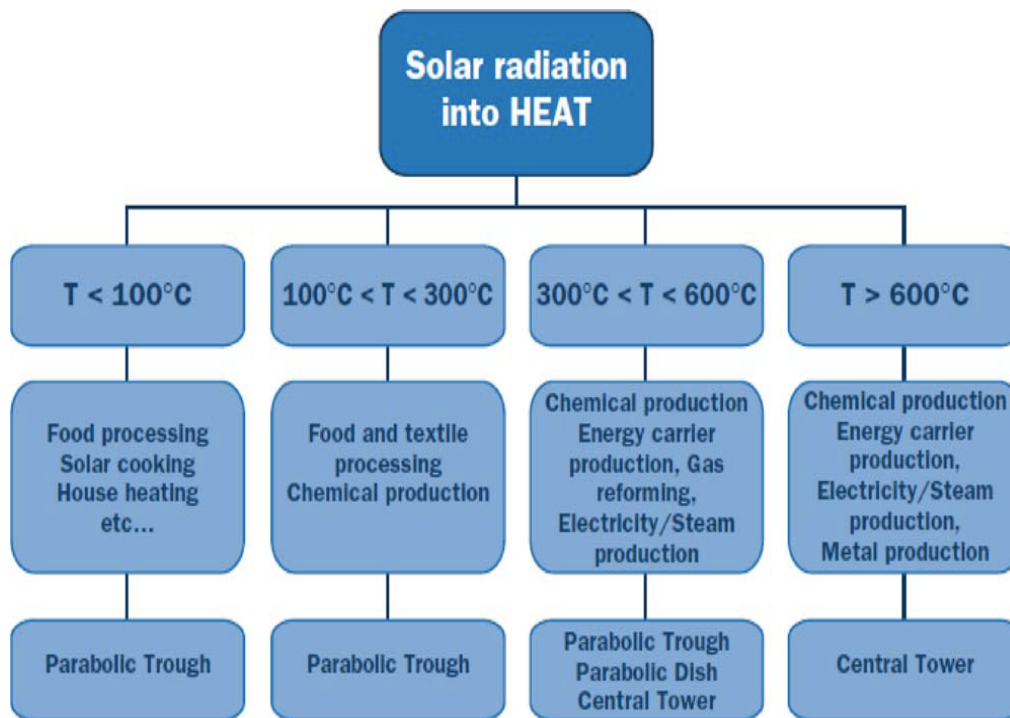 Solar radiation
into HEAT
T < 100°C
100°C < T < 300°C
300°C < T < 600°C
T > 600°C
Food processing
Solar cooking
House heating
etc...
Food and textile
processing
Chemical production
Chemical production
Energy carrier
production, Gas
reforming,
Electricity/Steam
production
Chemical production
Energy carrier
production,
Electricity/Steam
production,
Metal production
Parabolic Trough
Parabolic Trough
Parabolic Trough
Parabolic Dish
Central Tower
Central Tower